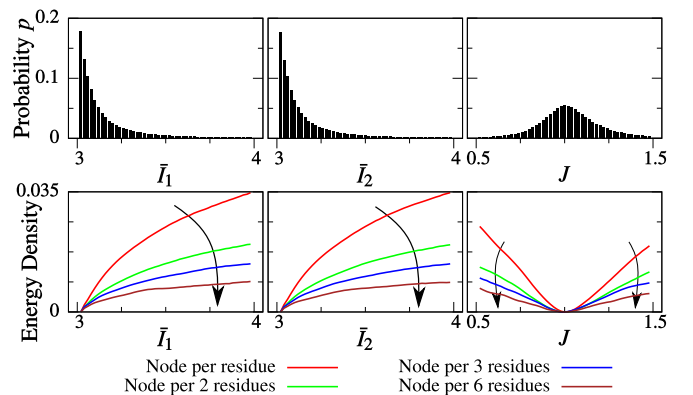 Probability p
0.2
0.1
0
3 4
3 4
0.5 1.5
Ī₁ Ī₂ J
Energy Density
0.035
0
3 4
3 4
0.5 1.5
Ī₁ Ī₂ J
Node per residue
Node per 3 residues
Node per 2 residues
Node per 6 residues